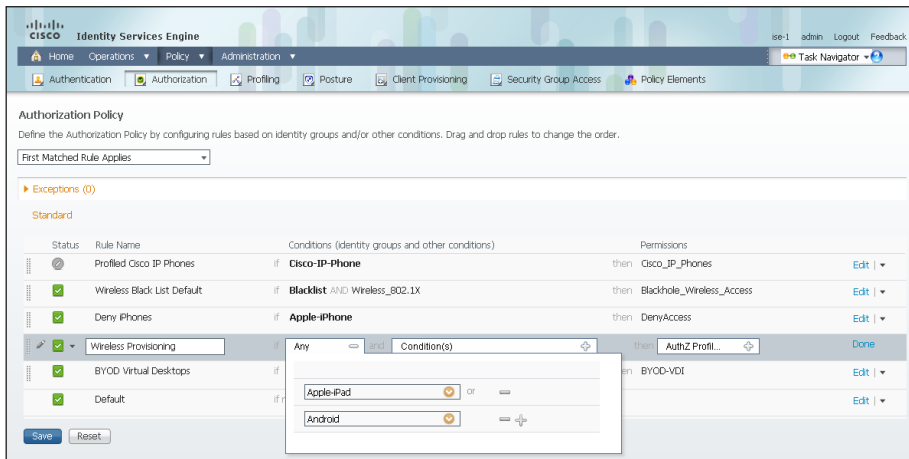 CISCO Identity Services Engine
ise-1 admin Logout Feedback
Home Operations Policy Administration
Task Navigator
Authentication Authorization Profiling Posture Client Provisioning Security Group Access Policy Elements
Authorization Policy
Define the Authorization Policy by configuring rules based on identity groups and/or other conditions. Drag and drop rules to change the order.
First Matched Rule Applies
Exceptions (0)
Standard
Status Rule Name Conditions (identity groups and other conditions) Permissions
Profiled Cisco IP Phones if Cisco-IP-Phone then Cisco_IP_Phones Edit |
Wireless Black List Default if Blacklist AND Wireless_802.1X then Blackhole_Wireless_Access Edit |
Deny iPhones if Apple-iPhone then DenyAccess Edit |
Wireless Provisioning if Any and Condition(s) then AuthZ Profil... Done
BYOD Virtual Desktops if en BYOD-VDI Edit |
Apple-iPad or
Default if n Edit |
Android
Save Reset